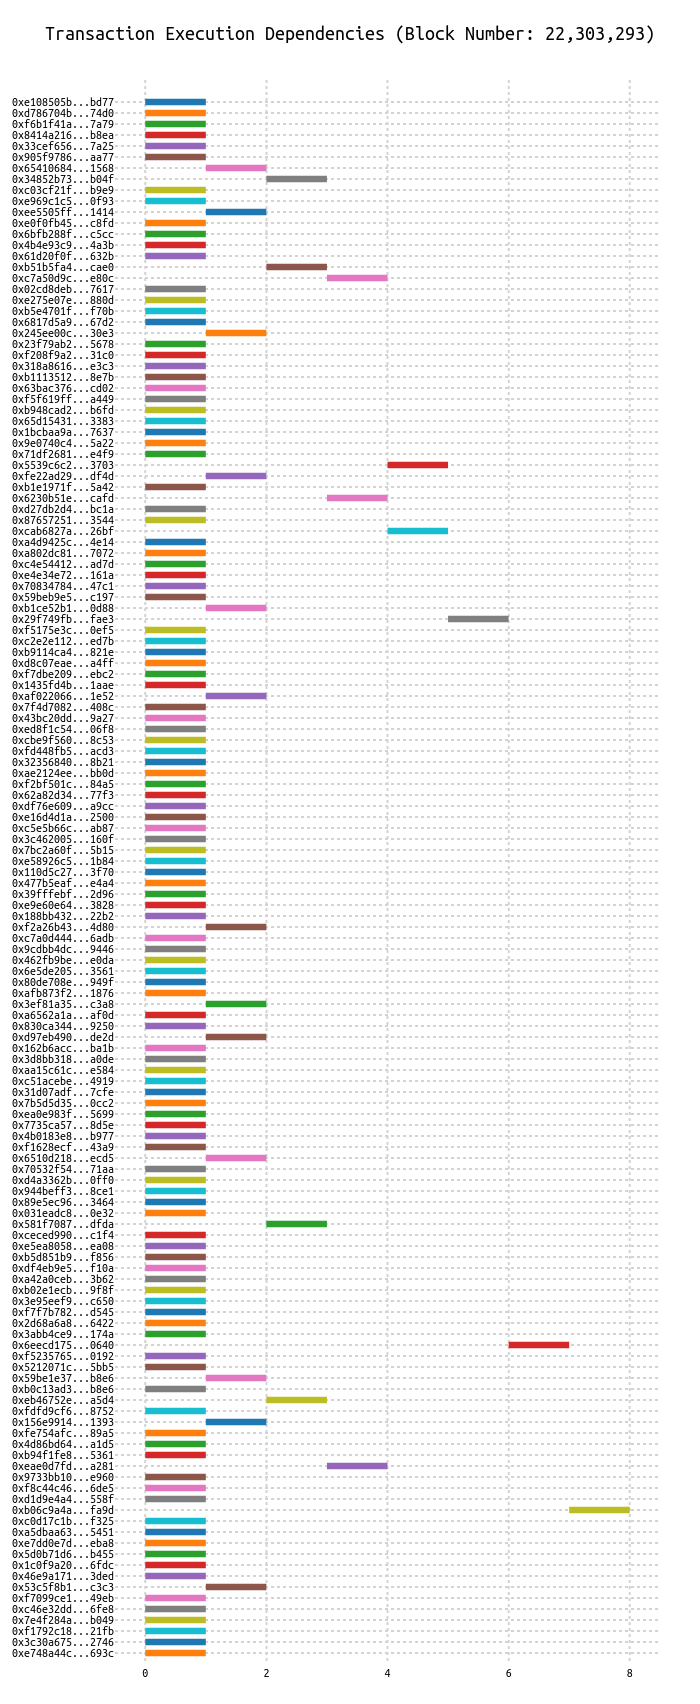 Transaction Execution Dependencies (Block Number: 22,303,293)
0xe108505b...bd77
0xd786704b...74d0
0xf6b1f41a...7a79
0x8414a216...b8ea
0x33cef656...7a25
0x905f9786...aa77
0x65410684...1568
0x34852b73...b04f
0xc03cf21f...b9e9
0xe969c1c5...0f93
0xee5505ff...1414
0xe0f0fb45...c8fd
0x6bfb288f...c5cc
0x4b4e93c9...4a3b
0x61d20f0f...632b
0xb51b5fa4...cae0
0xc7a50d9c...e80c
0x02cd8deb...7617
0xe275e07e...880d
0xb5e4701f...f70b
0x6817d5a9...67d2
0x245ee00c...30e3
0x23f79ab2...5678
0xf208f9a2...31c0
0x318a8616...e3c3
0xb1113512...8e7b
0x63bac376...cd02
0xf5f619ff...a449
0xb948cad2...b6fd
0x65d15431...3383
0x1bcbaa9a...7637
0x9e0740c4...5a22
0x71df2681...e4f9
0x5539c6c2...3703
0xfe22ad29...df4d
0xb1e1971f...5a42
0x6230b51e...cafd
0xd27db2d4...bc1a
0x87657251...3544
0xcab6827a...26bf
0xa4d9425c...4e14
0xa802dc81...7072
0xc4e54412...ad7d
0xe4e34e72...161a
0x70834784...47c1
0x59beb9e5...c197
0xb1ce52b1...0d88
0x29f749fb...fae3
0xf5175e3c...0ef5
0xc2e2e112...ed7b
0xb9114ca4...821e
0xd8c07eae...a4ff
0xf7dbe209...ebc2
0x1435fd4b...1aae
0xaf022066...1e52
0x7f4d7082...408c
0x43bc20dd...9a27
0xed8f1c54...06f8
0xcbe9f560...8c53
0xfd448fb5...acd3
0x32356840...8b21
0xae2124ee...bb0d
0xf2bf501c...84a5
0x62a82d34...77f3
0xdf76e609...a9cc
0xe16d4d1a...2500
0xc5e5b66c...ab87
0x3c462005...160f
0x7bc2a60f...5b15
0xe58926c5...1b84
0x110d5c27...3f70
0x477b5eaf...e4a4
0x39fffebf...2d96
0xe9e60e64...3828
0x188bb432...22b2
0xf2a26b43...4d80
0xc7a0d444...6adb
0x9cdbb4dc...9446
0x462fb9be...e0da
0x6e5de205...3561
0x80de708e...949f
0xafb873f2...1876
0x3ef81a35...c3a8
0xa6562a1a...af0d
0x830ca344...9250
0xd97eb490...de2d
0x162b6acc...ba1b
0x3d8bb318...a0de
0xaa15c61c...e584
0xc51acebe...4919
0x31d07adf...7cfe
0x7b5d5d35...0cc2
0xea0e983f...5699
0x7735ca57...8d5e
0x4b0183e8...b977
0xf1628ecf...43a9
0x6510d218...ecd5
0x70532f54...71aa
0xd4a3362b...0ff0
0x944beff3...8ce1
0x89e5ec96...3464
0x031eadc8...0e32
0x581f7087...dfda
0xceced990...c1f4
0xe5ea8058...ea08
0xb5d851b9...f856
0xdf4eb9e5...f10a
0xa42a0ceb...3b62
0xb02e1ecb...9f8f
0x3e95eef9...c650
0xf7f7b782...d545
0x2d68a6a8...6422
0x3abb4ce9...174a
0x6eecd175...0640
0xf5235765...0192
0x5212071c...5bb5
0x59be1e37...b8e6
0xb0c13ad3...b8e6
0xeb46752e...a5d4
0xfdfd9cf6...8752
0x156e9914...1393
0xfe754afc...89a5
0x4d86bd64...a1d5
0xb94f1fe8...5361
0xeae0d7fd...a281
0x9733bb10...e960
0xf8c44c46...6de5
0xd1d9e4a4...558f
0xb06c9a4a...fa9d
0xc0d17c1b...f325
0xa5dbaa63...5451
0xe7dd0e7d...eba8
0x5d0b71d6...b455
0x1c0f9a20...6fdc
0x46e9a171...3ded
0x53c5f8b1...c3c3
0xf7099ce1...49eb
0xc46e32dd...6fe8
0x7e4f284a...b049
0xf1792c18...21fb
0x3c30a675...2746
0xe748a44c...693c
0 2 4 6 8